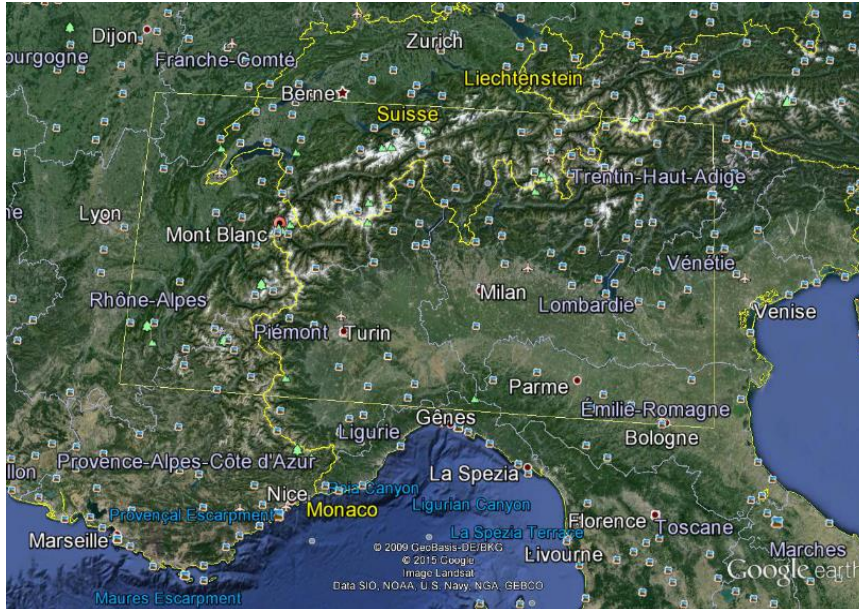 Dijon
Zurich
ourgogne
Franche-Comté
Liechtenstein
Berne
Suisse
Trentin-Haut-Adige
ne
Lyon
Mont Blanc
Vénétie
Rhône-Alpes
Milan
Lombardie
Venise
Piémont
Turin
Parme
Émilie-Romagne
Gênes
Ligurie
Bologne
Provence-Alpes-Côte d'Azur
llon
La Spezia
Nice
Canyon
Monaco
Ligurian Canyon
Provençal Escarpment
Florence
Toscane
La Spezia Terrace
Marseille
Livourne
Marches
© 2009 GeoBasis-DE/BKG
© 2015 Google
Image Landsat
Data SIO, NOAA, U.S. Navy, NGA, GEBCO
Google earth
Maures Escarpment